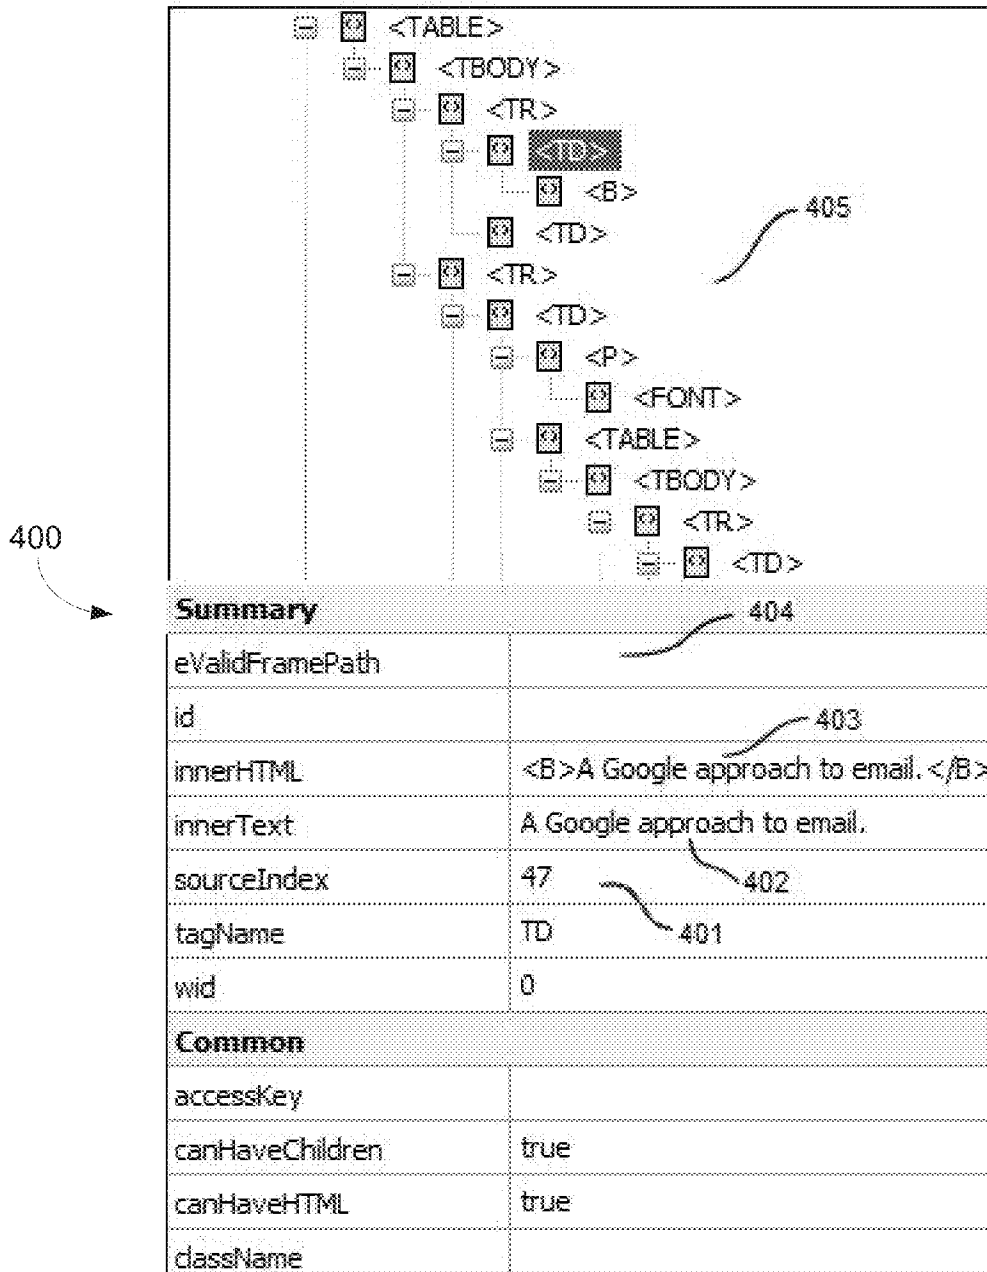 <TABLE>
<TBODY>
<TR>
<TD>
<B>
405
<TD>
<TR>
<TD>
<P>
<FONT>
<TABLE>
<TBODY>
400
<TR>
<TD>
Summary
404
eValidFramePath
id
403
innerHTML <B>A Google approach to email.</B>
innerText A Google approach to email.
sourceIndex 47
402
tagName TD
401
wid 0
Common
accessKey
canHaveChildren true
canHaveHTML true
className